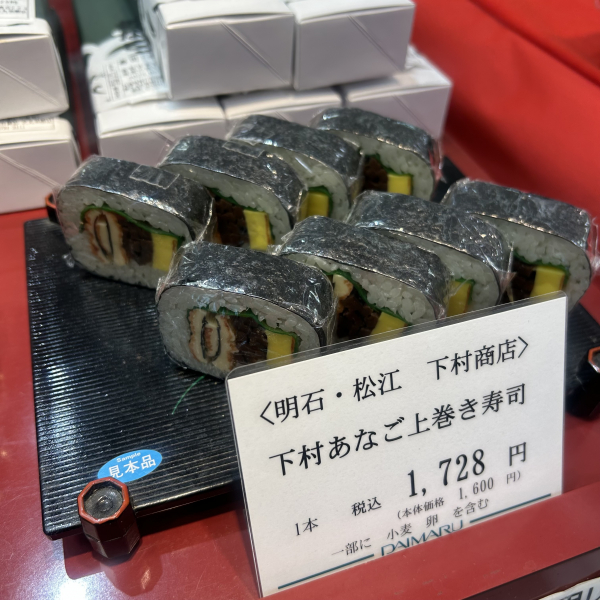 〈明石・松江 下村商店〉
下村あなご上巻き寿司
1本 税込 1,728 円
(本体価格 1,600 円)
一部に 小麦 卵 を含む
DAIMARU
Sample
見本品